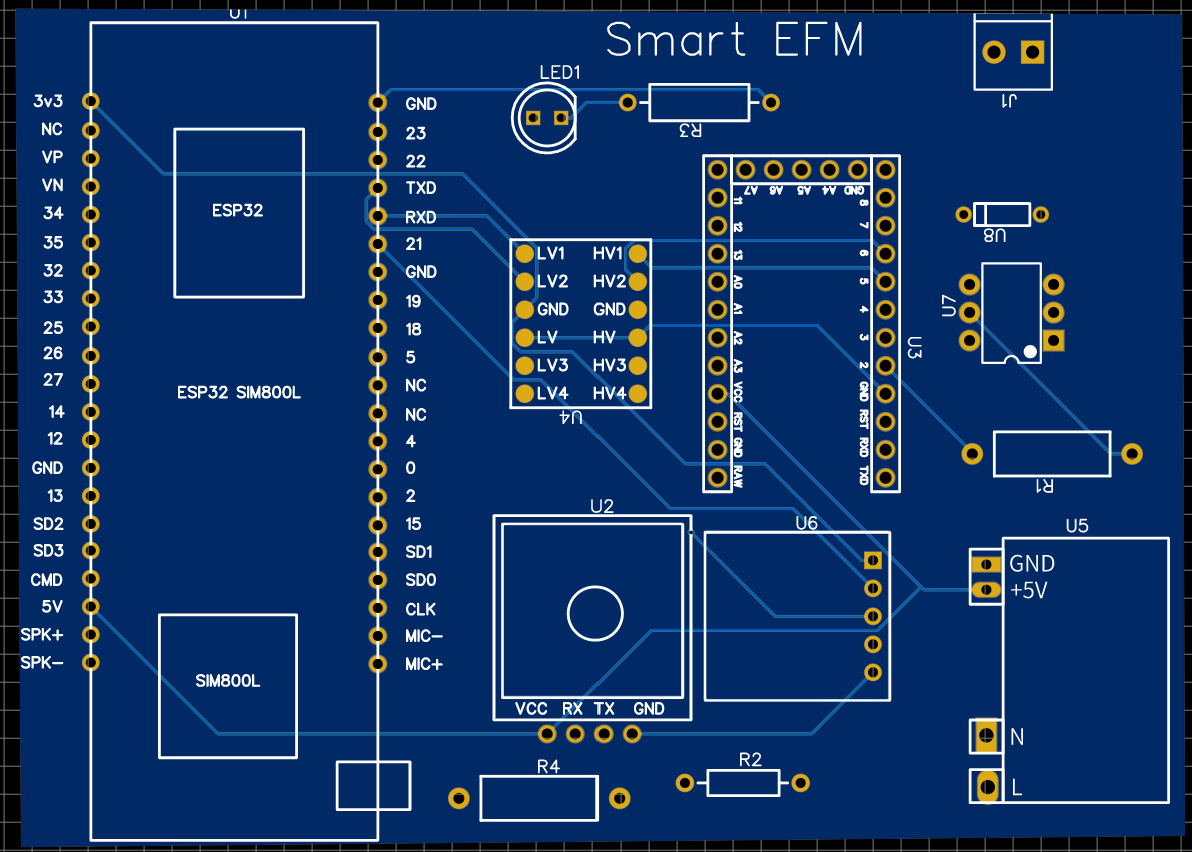 U1
Smart EFM
LED1
R3
J1
3v3
NC
VP
VN
34
35
32
33
25
26
27
14
12
GND
13
SD2
SD3
CMD
5V
SPK+
SPK-
ESP32
ESP32 SIM800L
SIM800L
GND
23
22
TXD
RXD
21
GND
19
18
5
NC
NC
4
0
2
15
SD1
SD0
CLK
MIC-
MIC+
LV1 HV1
LV2 HV2
GND GND
LV HV
LV3 HV3
LV4 HV4
U4
A7 A6 A5 A4 GND
11
12
13
A0
A1
A2
A3
VCC
RST
GND
RAW
8
7
6
5
4
3
2
GND
RST
RXD
TXD
U3
U8
U7
R1
U2
VCC RX TX GND
U6
U5
GND
+5V
N
L
R4
R2